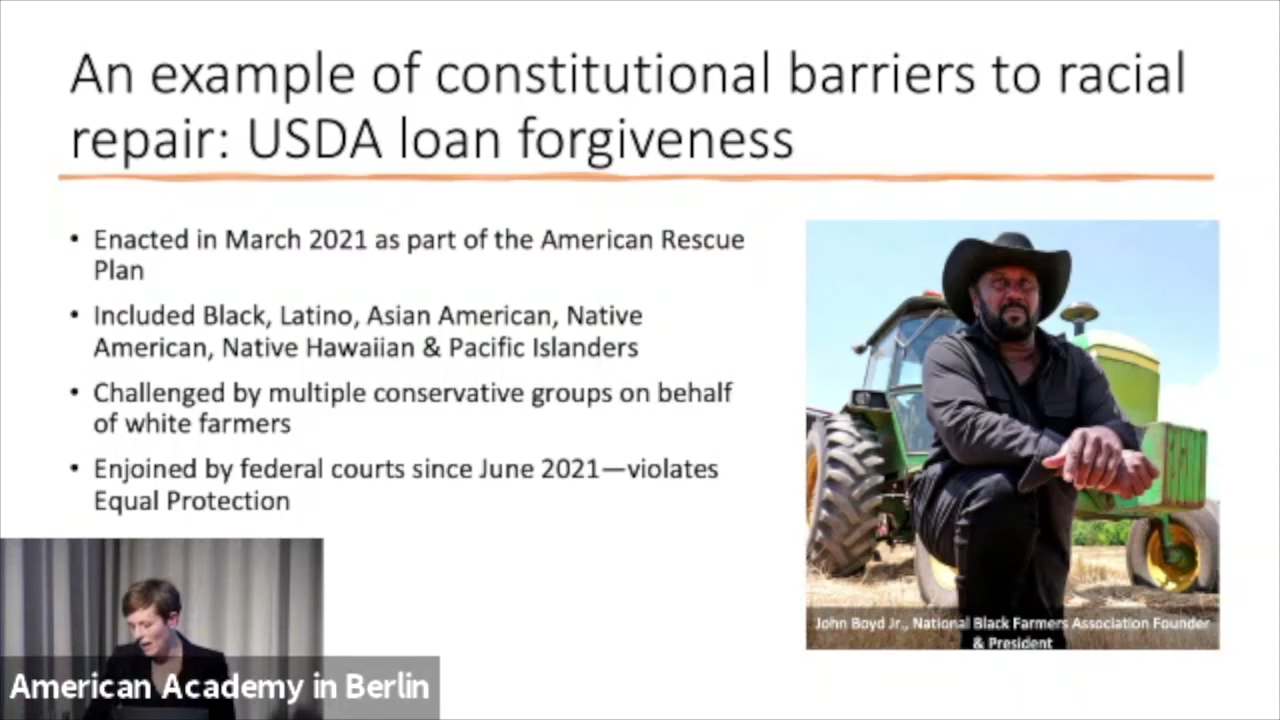 An example of constitutional barriers to racial
repair: USDA loan forgiveness
• Enacted in March 2021 as part of the American Rescue
Plan
• Included Black, Latino, Asian American, Native
American, Native Hawaiian & Pacific Islanders
• Challenged by multiple conservative groups on behalf
of white farmers
• Enjoined by federal courts since June 2021—violates
Equal Protection
John Boyd Jr., National Black Farmers Association Founder
& President
American Academy in Berlin